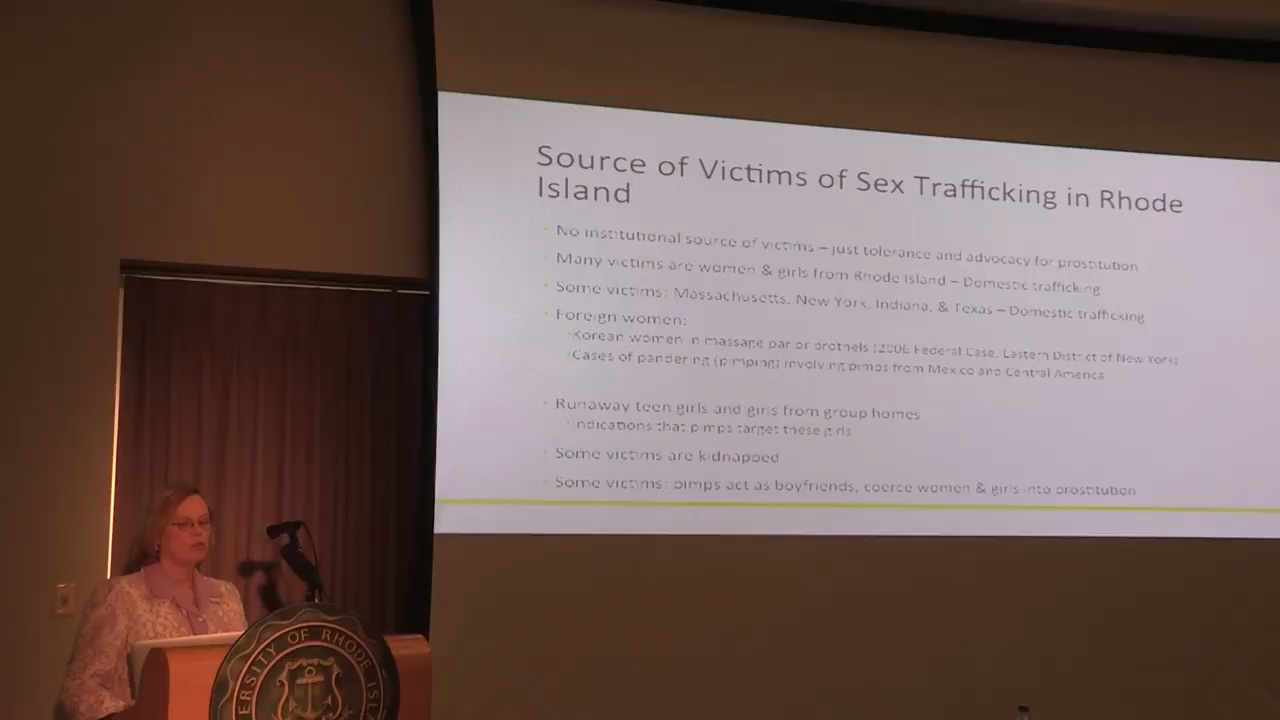 Source of Victims of Sex Trafficking in Rhode
Island
No institutional source of victims – just tolerance and advocacy for prostitution
Many victims are women & girls from Rhode Island – Domestic trafficking
Some victims: Massachusetts, New York, Indiana, & Texas – Domestic trafficking
Foreign women:
Korean women in massage parlor brothels (2006 Federal Case, Eastern District of New York)
Cases of pandering (pimping) involving pimps from Mexico and Central America
Runaway teen girls and girls from group homes
Indications that pimps target these girls
Some victims are kidnapped
Some victims: pimps act as boyfriends, coerce women & girls into prostitution
ERSITY OF RHODE ISLA